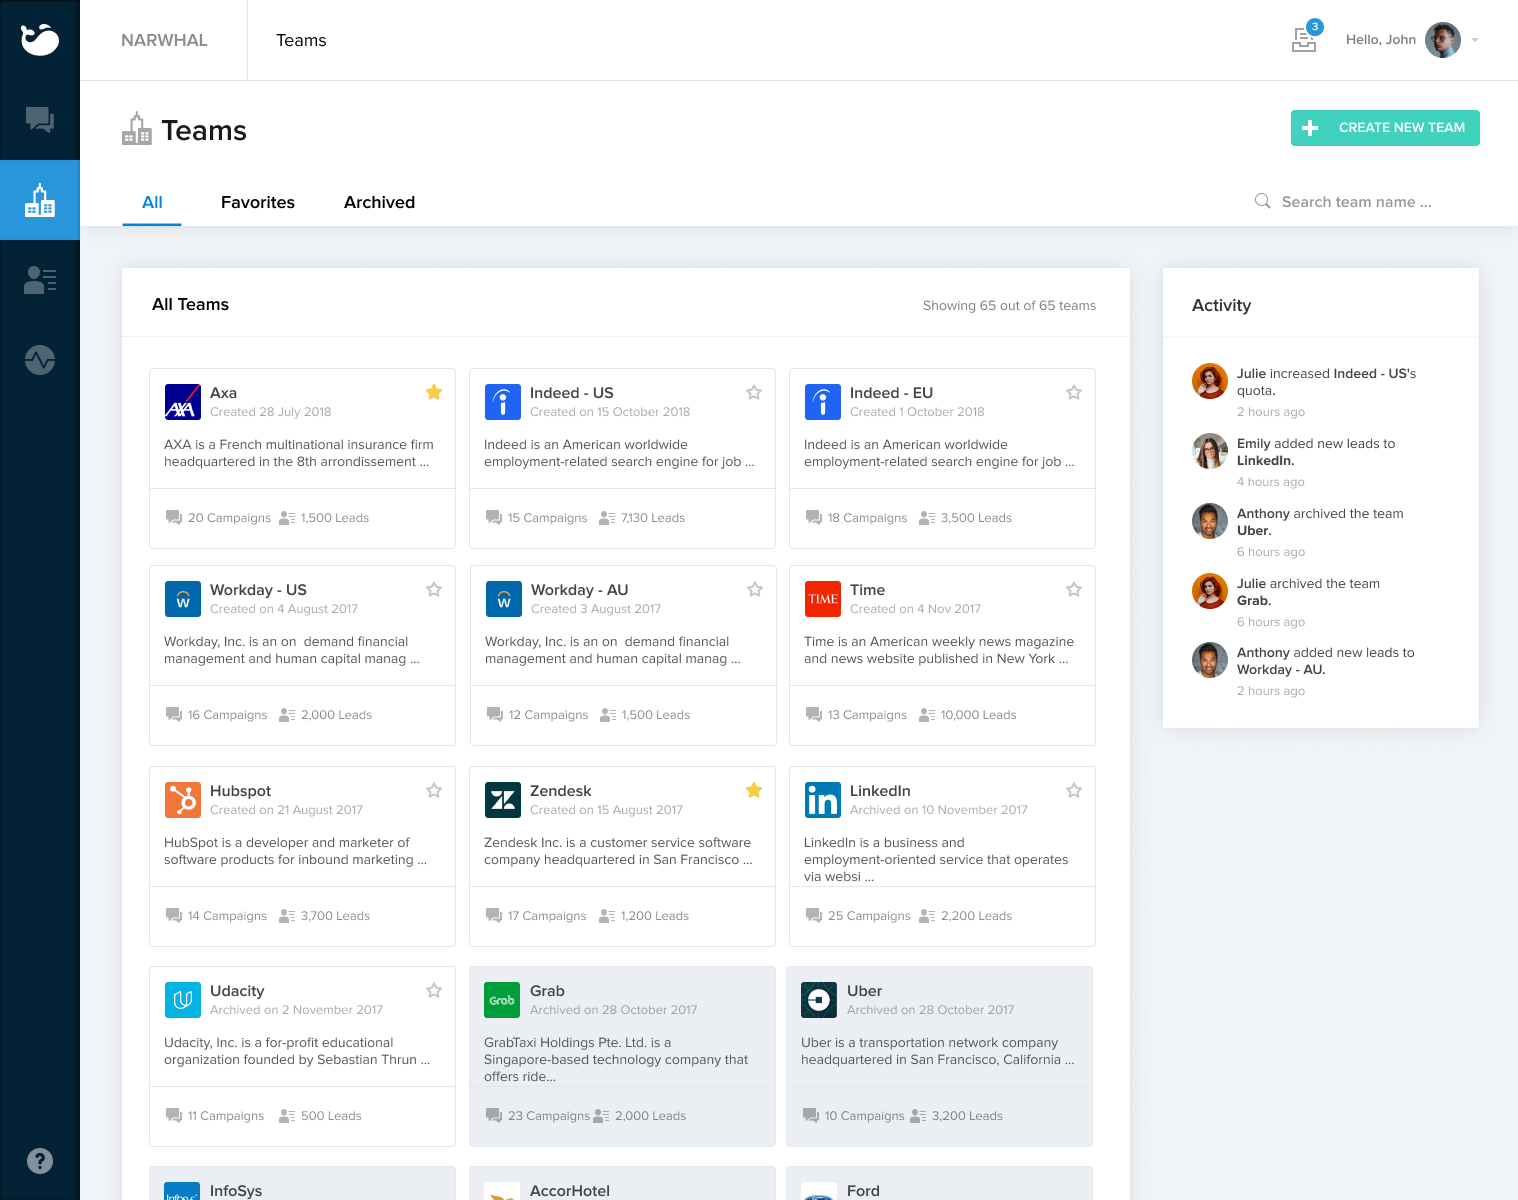 NARWHAL
Teams
3
Hello, John
Teams
CREATE NEW TEAM
All
Favorites
Archived
Search team name ...
All Teams
Showing 65 out of 65 teams
AXA
Axa
Created 28 July 2018
AXA is a French multinational insurance firm
headquartered in the 8th arrondissement ...
20 Campaigns
1,500 Leads
Indeed - US
Created on 15 October 2018
Indeed is an American worldwide
employment-related search engine for job ...
15 Campaigns
7,130 Leads
Indeed - EU
Created 1 October 2018
Indeed is an American worldwide
employment-related search engine for job ...
18 Campaigns
3,500 Leads
W
Workday - US
Created on 4 August 2017
Workday, Inc. is an on  demand financial
management and human capital manag ...
16 Campaigns
2,000 Leads
W
Workday - AU
Created 3 August 2017
Workday, Inc. is an on  demand financial
management and human capital manag ...
12 Campaigns
1,500 Leads
TIME
Time
Created on 4 Nov 2017
Time is an American weekly news magazine
and news website published in New York ...
13 Campaigns
10,000 Leads
Hubspot
Created on 21 August 2017
HubSpot is a developer and marketer of
software products for inbound marketing ...
14 Campaigns
3,700 Leads
Zendesk
Created on 15 August 2017
Zendesk Inc. is a customer service software
company headquartered in San Francisco ...
17 Campaigns
1,200 Leads
in
LinkedIn
Archived on 10 November 2017
LinkedIn is a business and
employment-oriented service that operates
via websi ...
25 Campaigns
2,200 Leads
Udacity
Archived on 2 November 2017
Udacity, Inc. is a for-profit educational
organization founded by Sebastian Thrun ...
11 Campaigns
500 Leads
Grab
Grab
Archived on 28 October 2017
GrabTaxi Holdings Pte. Ltd. is a
Singapore-based technology company that
offers ride...
23 Campaigns
2,000 Leads
Uber
Archived on 28 October 2017
Uber is a transportation network company
headquartered in San Francisco, California ...
10 Campaigns
3,200 Leads
Infosys
InfoSys
AccorHotel
Ford
Activity
Julie increased Indeed - US's
quota.
2 hours ago
Emily added new leads to
LinkedIn.
4 hours ago
Anthony archived the team
Uber.
6 hours ago
Julie archived the team
Grab.
6 hours ago
Anthony added new leads to
Workday - AU.
2 hours ago
?